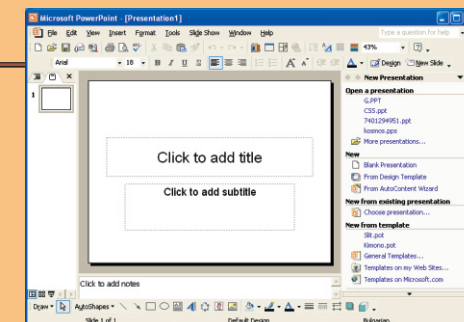 Microsoft PowerPoint - [Presentation1]
File Edit View Insert Format Tools Slide Show Window Help Type a question for help
43%
Arial 18 B I U S A A Design New Slide
New Presentation
1
Open a presentation
G.PPT
CSS.ppt
7401294951.ppt
kosmos.pps
More presentations...
New
Blank Presentation
From Design Template
From AutoContent Wizard
New from existing presentation
Choose presentation...
New from template
Slit.pot
Kimono.pot
General Templates...
Templates on my Web Sites...
Templates on Microsoft.com
Click to add title
Click to add subtitle
Click to add notes
Draw AutoShapes A
Slide 1 of 1 Default Design Bulgarian